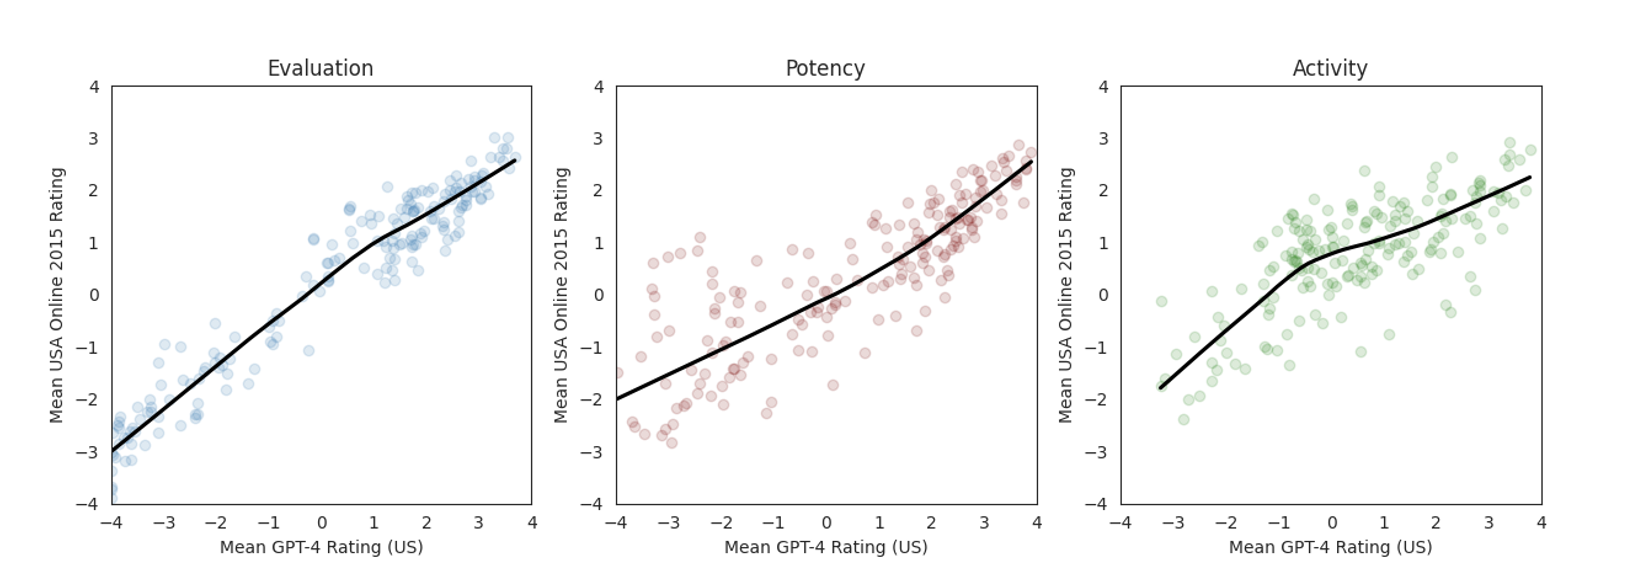 Evaluation
Mean USA Online 2015 Rating
4
3
2
1
0
−1
−2
−3
−4
−4 −3 −2 −1 0 1 2 3 4
Mean GPT-4 Rating (US)
Potency
Mean USA Online 2015 Rating
4
3
2
1
0
−1
−2
−3
−4
−4 −3 −2 −1 0 1 2 3 4
Mean GPT-4 Rating (US)
Activity
Mean USA Online 2015 Rating
4
3
2
1
0
−1
−2
−3
−4
−4 −3 −2 −1 0 1 2 3 4
Mean GPT-4 Rating (US)